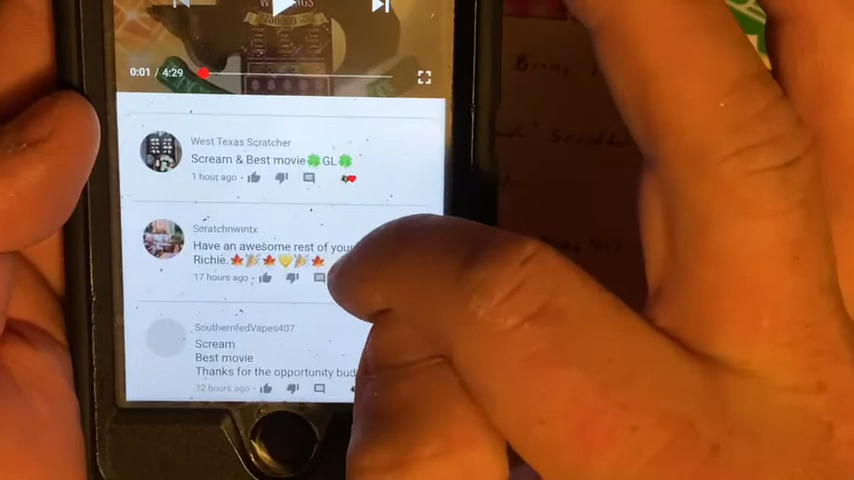 200000
0:01 / 4:29
West Texas Scratcher
Scream & Best movie🍀GL🍀
1 hour ago
Scratchnwintx
Have an awesome rest of your
Richie.🍁🎉🍁💛🎉🍁
17 hours ago
SouthernfedVapes407
Scream
Best movie
Thanks for the opportunity bud
22 hours ago